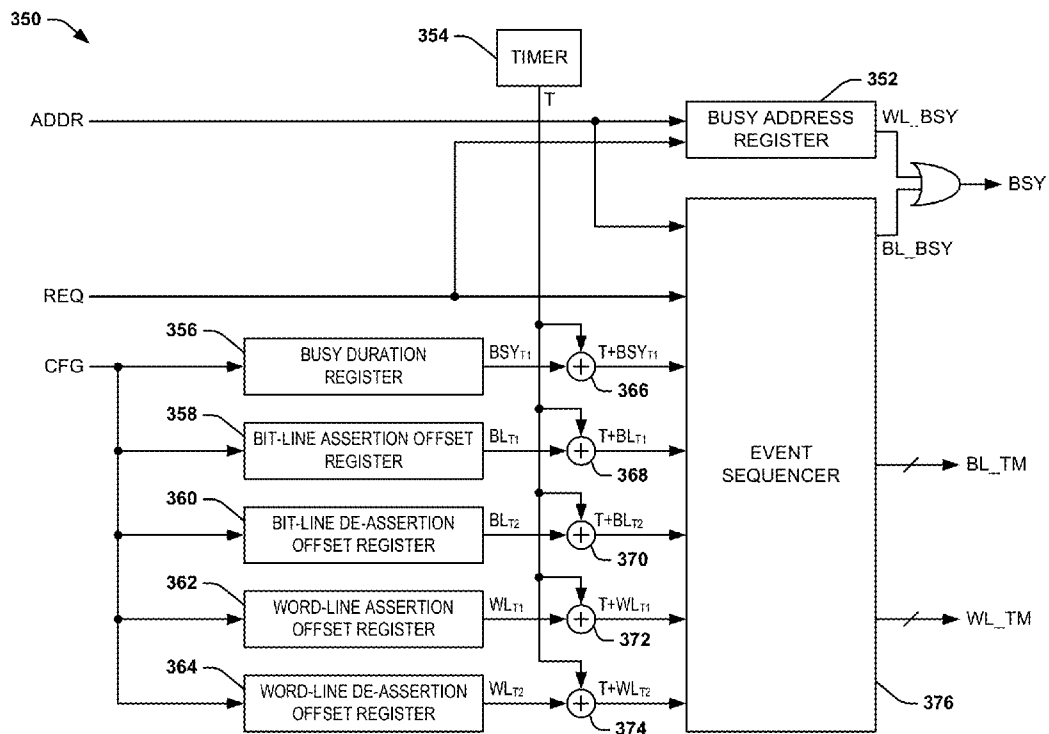 350
354
TIMER
T
352
ADDR
BUSY ADDRESS
REGISTER
WL_BSY
BSY
BL_BSY
REQ
356
CFG
BUSY DURATION
REGISTER
BSYT1
T+BSYT1
366
358
BIT-LINE ASSERTION OFFSET
REGISTER
BLT1
T+BLT1
368
EVENT
SEQUENCER
BL_TM
360
BIT-LINE DE-ASSERTION
OFFSET REGISTER
BLT2
T+BLT2
370
362
WORD-LINE ASSERTION
OFFSET REGISTER
WLT1
T+WLT1
372
WL_TM
364
WORD-LINE DE-ASSERTION
OFFSET REGISTER
WLT2
T+WLT2
374
376